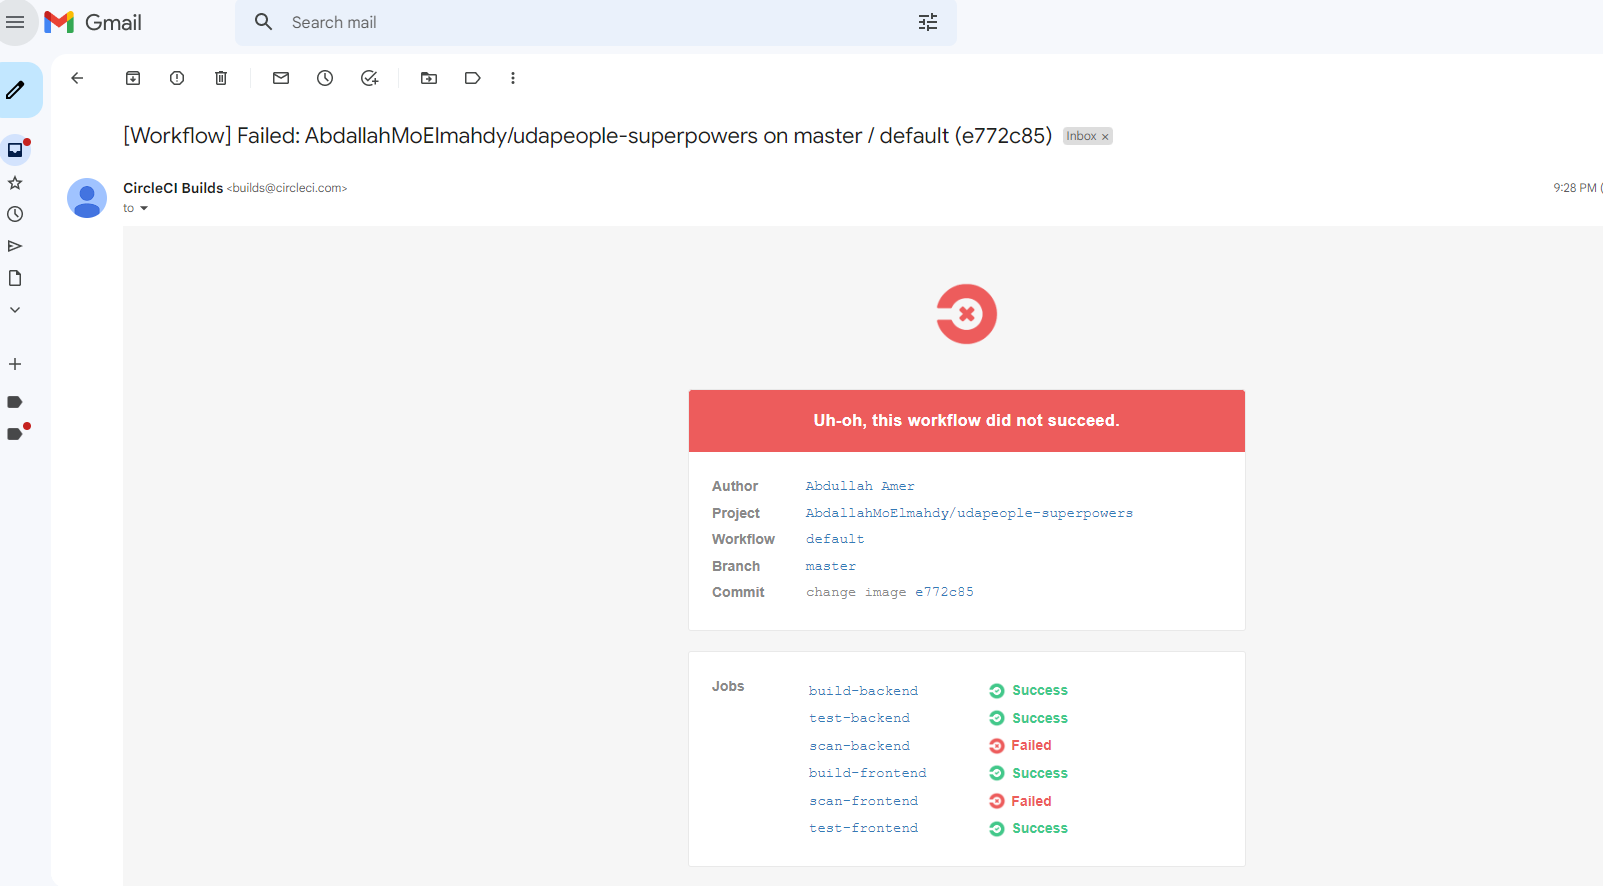 Gmail
Search mail
[Workflow] Failed: AbdallahMoElmahdy/udapeople-superpowers on master / default (e772c85) Inbox ×
CircleCI Builds <builds@circleci.com> 9:28 PM (
to
Uh-oh, this workflow did not succeed.
Author Abdullah Amer
Project AbdallahMoElmahdy/udapeople-superpowers
Workflow default
Branch master
Commit change image e772c85
Jobs
build-backend Success
test-backend Success
scan-backend Failed
build-frontend Success
scan-frontend Failed
test-frontend Success